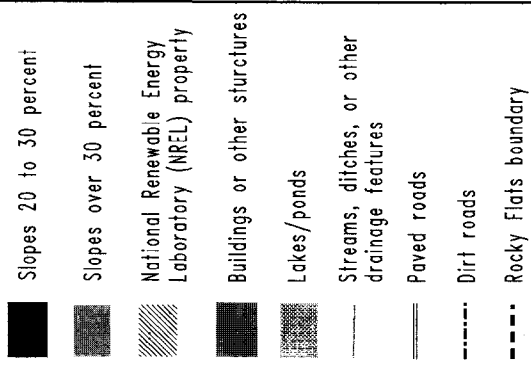 Slopes 20 to 30 percent
Slopes over 30 percent
National Renewable Energy
Laboratory (NREL) property
Buildings or other sturctures
Lakes/ponds
Streams, ditches, or other
drainage features
Paved roads
Dirt roads
Rocky Flats boundary